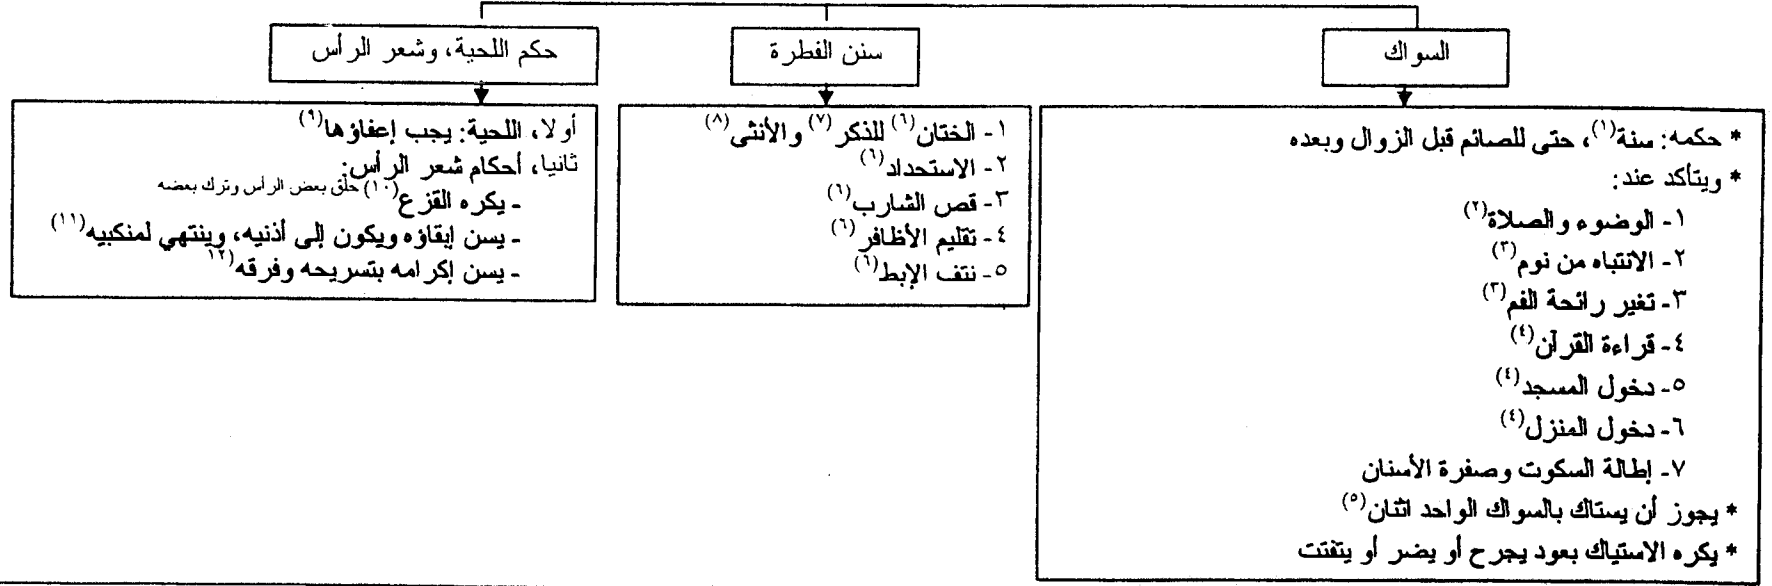 السواك
* حكمه: سنة(١)، حتى للصائم قبل الزوال وبعده
* ويتأكد عند:
١- الوضوء والصلاة(٢)
٢- الانتباه من نوم(٣)
٣- تغير رائحة الفم(٣)
٤- قراءة القرآن(٤)
٥- دخول المسجد(٤)
٦- دخول المنزل(٤)
٧- إطالة السكوت وصفرة الأسنان
* يجوز أن يستاك بالسواك الواحد اثنان(٥)
* يكره الاستياك بعود يجرح أو يضر أو يتفتت
سنن الفطرة
١- الختان(٦) للذكر(٧) والأنثى(٨)
٢- الاستحداد(٦)
٣- قص الشارب(٦)
٤- تقليم الأظافر(٦)
٥- نتف الإبط(٦)
حكم اللحية، وشعر الرأس
أولا، اللحية: يجب إعفاؤها(٩)
ثانيا، أحكام شعر الرأس:
- يكره القزع(١٠) حلق بعض الرأس وترك بعضه
- يسن إبقاؤه ويكون إلى أذنيه، وينتهي لمنكبيه(١١)
- يسن إكرامه بتسريحه وفرقه(١٢